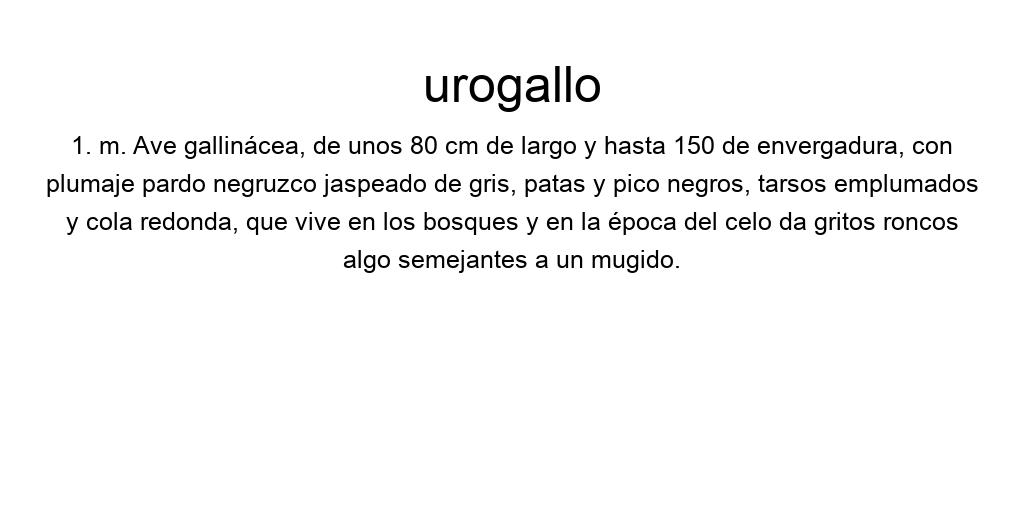 urogallo
1. m. Ave gallinácea, de unos 80 cm de largo y hasta 150 de envergadura, con
plumaje pardo negruzco jaspeado de gris, patas y pico negros, tarsos emplumados
y cola redonda, que vive en los bosques y en la época del celo da gritos roncos
algo semejantes a un mugido.